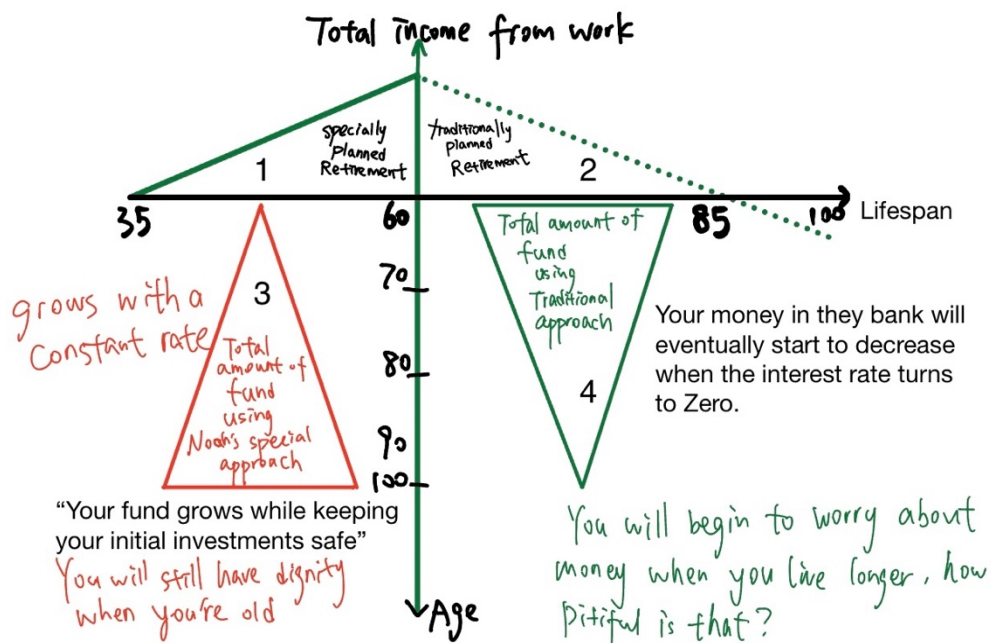 Total income from work
specially
Planned
Retirement
traditionally
planned
Retirement
1
2
35
60
85
100
Lifespan
70
80
90
100
Age
grows with a
constant rate
3
Total
amount of
fund
using
Noah's special
approach
Total amount of
fund
using
Traditional
approach
4
Your money in they bank will
eventually start to decrease
when the interest rate turns
to Zero.
“Your fund grows while keeping
your initial investments safe”
You will still have dignity
when you're old
You will begin to worry about
money when you live longer, how
pitiful is that?